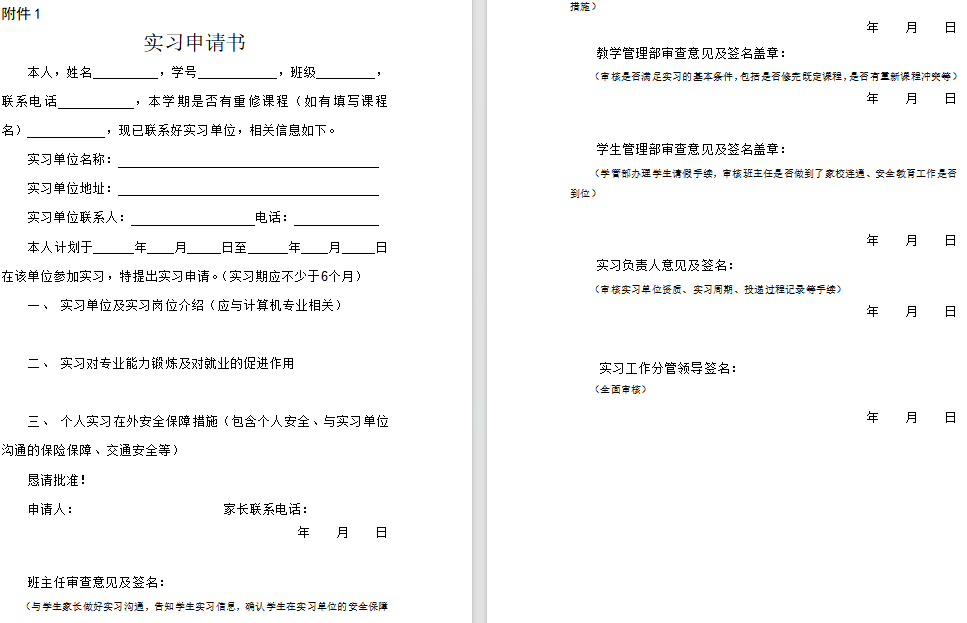 附件1
实习申请书
本人，姓名__________，学号____________，班级_________，
联系电话____________，本学期是否有重修课程（如有填写课程
名）____________，现已联系好实习单位，相关信息如下。
实习单位名称：________________________________________
实习单位地址：________________________________________
实习单位联系人：___________________电话：_____________
本人计划于______年____月_____日至______年____月_____日
在该单位参加实习，特提出实习申请。（实习期应不少于6个月）
一、 实习单位及实习岗位介绍（应与计算机专业相关）
二、 实习对专业能力锻炼及对就业的促进作用
三、 个人实习在外安全保障措施（包含个人安全、与实习单位
沟通的保险保障、交通安全等）
恳请批准！
申请人： 家长联系电话：
年 月 日
班主任审查意见及签名：
（与学生家长做好实习沟通，告知学生实习信息，确认学生在实习单位的安全保障
措施）
年 月 日
教学管理部审查意见及签名盖章：
（审核是否满足实习的基本条件，包括是否修完既定课程，是否有重新课程冲突等）
年 月 日
学生管理部审查意见及签名盖章：
（学管部办理学生请假手续，审核班主任是否做到了家校连通、安全教育工作是否
到位）
年 月 日
实习负责人意见及签名：
（审核实习单位资质、实习周期、投递过程记录等手续）
年 月 日
实习工作分管领导签名：
（全面审核）
年 月 日